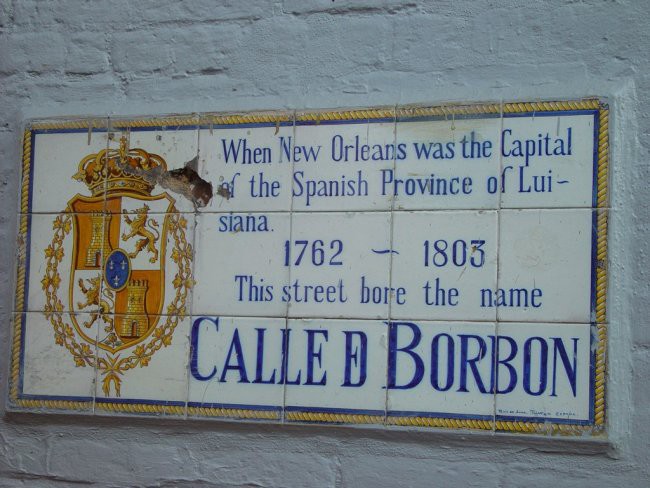 When New Orleans was the Capital
of the Spanish Province of Lui-
siana.
1762 ~ 1803
This street bore the name
CALLE D BORBON